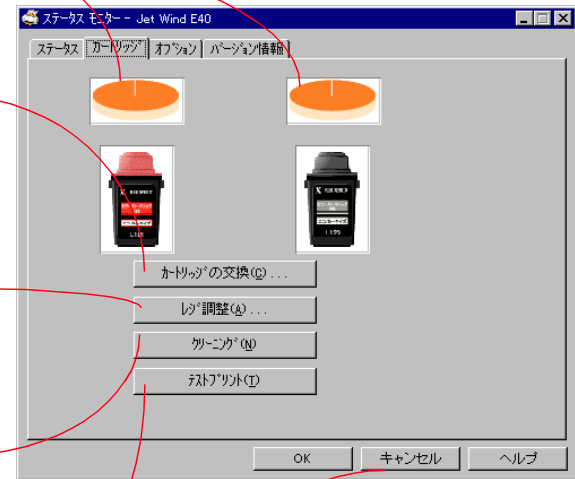 ステータス モニター - Jet Wind E40
ステータス カートリッジ オプション バージョン情報
カートリッジの交換(C)...
レジ調整(A)...
クリーニング(N)
テストプリント(T)
OK キャンセル ヘルプ